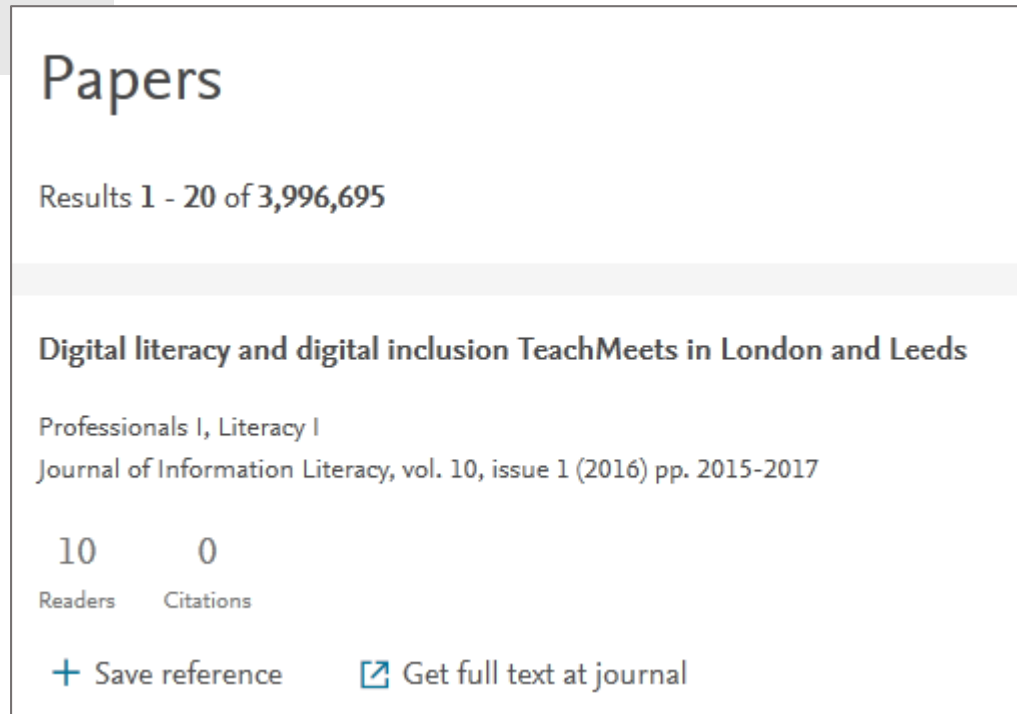 Papers
Results 1 - 20 of 3,996,695
Digital literacy and digital inclusion TeachMeets in London and Leeds
Professionals I, Literacy I
Journal of Information Literacy, vol. 10, issue 1 (2016) pp. 2015-2017
10 0
Readers Citations
+ Save reference Get full text at journal